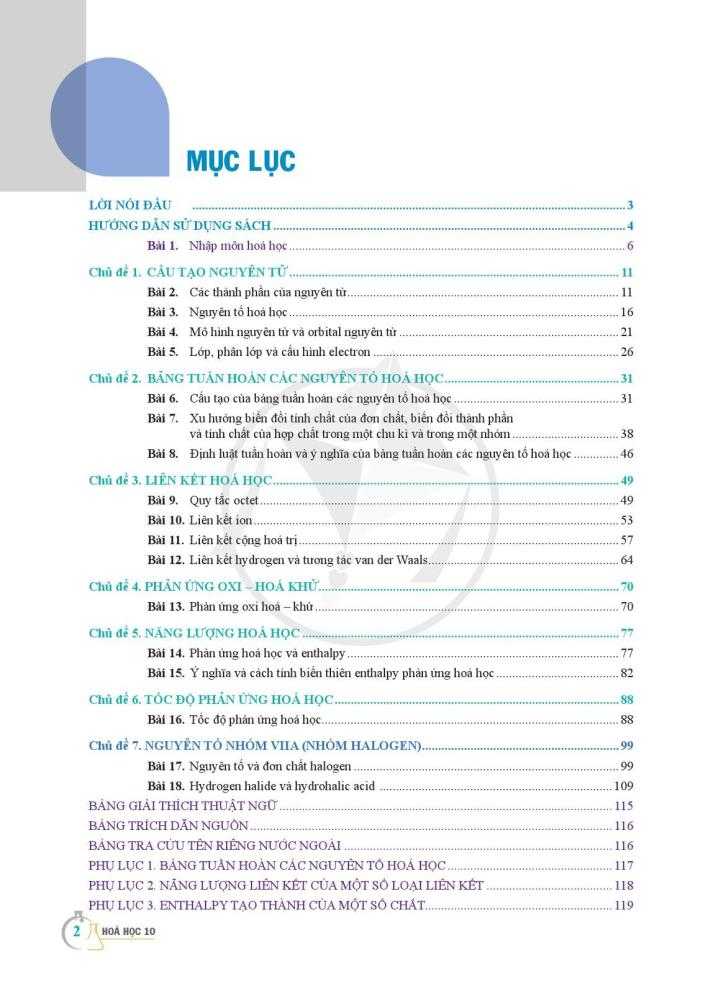 MỤC LỤC
LỜI NÓI ĐẦU ........ 3
HƯỚNG DẪN SỬ DỤNG SÁCH ........ 4
Bài 1. Nhập môn hoá học ........ 6
Chủ đề 1. CẤU TẠO NGUYÊN TỬ ........ 11
Bài 2. Các thành phần của nguyên tử ........ 11
Bài 3. Nguyên tố hoá học ........ 16
Bài 4. Mô hình nguyên tử và orbital nguyên tử ........ 21
Bài 5. Lớp, phân lớp và cấu hình electron ........ 26
Chủ đề 2. BẢNG TUẦN HOÀN CÁC NGUYÊN TỐ HOÁ HỌC ........ 31
Bài 6. Cấu tạo của bảng tuần hoàn các nguyên tố hoá học ........ 31
Bài 7. Xu hướng biến đổi tính chất của đơn chất, biến đổi thành phần
và tính chất của hợp chất trong một chu kì và trong một nhóm ........ 38
Bài 8. Định luật tuần hoàn và ý nghĩa của bảng tuần hoàn các nguyên tố hoá học ........ 46
Chủ đề 3. LIÊN KẾT HOÁ HỌC ........ 49
Bài 9. Quy tắc octet ........ 49
Bài 10. Liên kết ion ........ 53
Bài 11. Liên kết cộng hoá trị ........ 57
Bài 12. Liên kết hydrogen và tương tác van der Waals ........ 64
Chủ đề 4. PHẢN ỨNG OXI – HOÁ KHỬ ........ 70
Bài 13. Phản ứng oxi hoá – khử ........ 70
Chủ đề 5. NĂNG LƯỢNG HOÁ HỌC ........ 77
Bài 14. Phản ứng hoá học và enthalpy ........ 77
Bài 15. Ý nghĩa và cách tính biến thiên enthalpy phản ứng hoá học ........ 82
Chủ đề 6. TỐC ĐỘ PHẢN ỨNG HOÁ HỌC ........ 88
Bài 16. Tốc độ phản ứng hoá học ........ 88
Chủ đề 7. NGUYÊN TỐ NHÓM VIIA (NHÓM HALOGEN) ........ 99
Bài 17. Nguyên tố và đơn chất halogen ........ 99
Bài 18. Hydrogen halide và hydrohalic acid ........ 109
BẢNG GIẢI THÍCH THUẬT NGỮ ........ 115
BẢNG TRÍCH DẪN NGUỒN ........ 116
BẢNG TRA CỨU TÊN RIÊNG NƯỚC NGOÀI ........ 116
PHỤ LỤC 1. BẢNG TUẦN HOÀN CÁC NGUYÊN TỐ HOÁ HỌC ........ 117
PHỤ LỤC 2. NĂNG LƯỢNG LIÊN KẾT CỦA MỘT SỐ LOẠI LIÊN KẾT ........ 118
PHỤ LỤC 3. ENTHALPY TẠO THÀNH CỦA MỘT SỐ CHẤT ........ 119
2 HOÁ HỌC 10